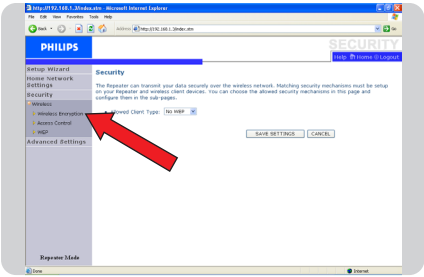 http://192.168.1.3/index.stm - Microsoft Internet Explorer
File Edit View Favorites Tools Help
Back
Address http://192.168.1.3/index.stm
Go
PHILIPS
SECURITY
Help Home Logout
Setup Wizard
Home Network Settings
Security
Wireless
Wireless Encryption
Access Control
WEP
Advanced Settings
Repeater Mode
Security
The Repeater can transmit your data securely over the wireless network. Matching security mechanisms must be setup
on your Repeater and wireless client devices. You can choose the allowed security mechanisms in the page and
configure them in the sub-pages.
Allowed Client Type: No WEP
SAVE SETTINGS CANCEL
Done
Internet